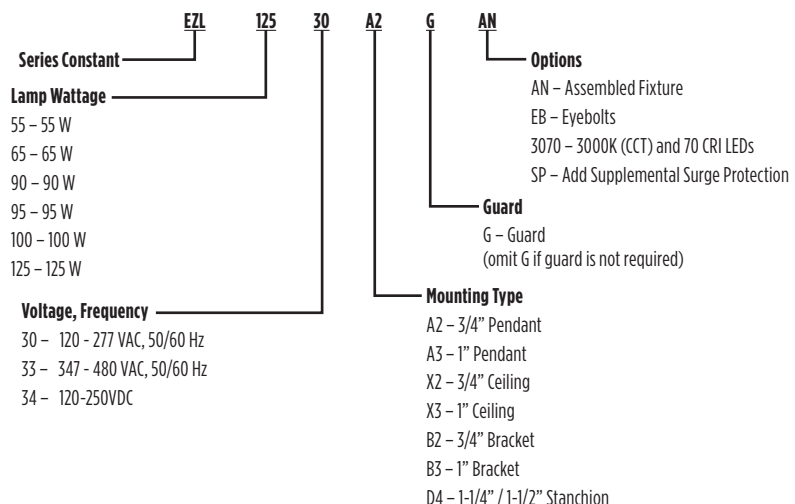 EZL 125 30 A2 G AN
Series Constant
Lamp Wattage
55 – 55 W
65 – 65 W
90 – 90 W
95 – 95 W
100 – 100 W
125 – 125 W
Voltage, Frequency
30 – 120 - 277 VAC, 50/60 Hz
33 – 347 - 480 VAC, 50/60 Hz
34 – 120-250VDC
Options
AN – Assembled Fixture
EB – Eyebolts
3070 – 3000K (CCT) and 70 CRI LEDs
SP – Add Supplemental Surge Protection
Guard
G – Guard
(omit G if guard is not required)
Mounting Type
A2 – 3/4” Pendant
A3 – 1” Pendant
X2 – 3/4” Ceiling
X3 – 1” Ceiling
B2 – 3/4” Bracket
B3 – 1” Bracket
D4 – 1-1/4” / 1-1/2” Stanchion